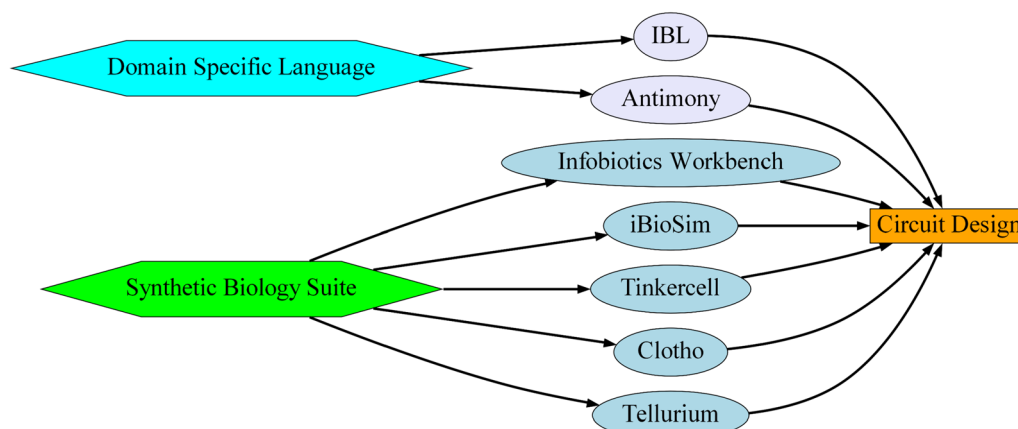 IBL
Domain Specific Language
Antimony
Infobiotics Workbench
iBioSim
Circuit Design
Synthetic Biology Suite
Tinkercell
Clotho
Tellurium